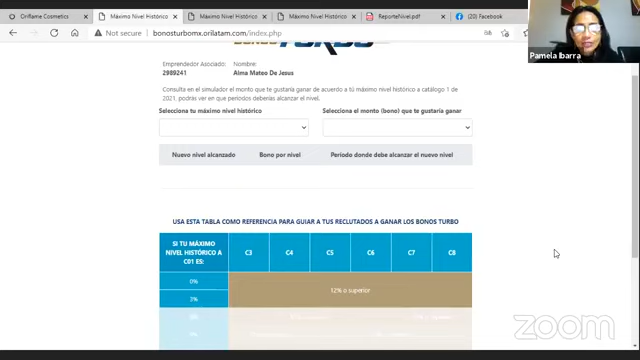 Oriflame Cosmetics
Máximo Nivel Histórico
Máximo Nivel Histórico
Máximo Nivel Histórico
ReporteNivel.pdf
(20) Facebook
Not secure
bonosturbomx.orilatam.com/index.php
Pamela Ibarra
TURBO
Emprendedor Asociado:
Nombre:
2989241
Alma Mateo De Jesus
Consulta en el simulador el monto que te gustaría ganar de acuerdo a tú máximo nivel histórico a catálogo 1 de
2021, podrás ver en que periodos deberías alcanzar el nivel.
Selecciona tu máximo nivel histórico
Selecciona el monto (bono) que te gustaría ganar
Nuevo nivel alcanzado
Bono por nivel
Período donde debe alcanzar el nuevo nivel
USA ESTA TABLA COMO REFERENCIA PARA GUIAR A TUS RECLUTADOS A GANAR LOS BONOS TURBO
SI TU MÁXIMO
NIVEL HISTÓRICO A
C01 ES:
C3
C4
C5
C6
C7
C8
0%
3%
12% o superior
zoom